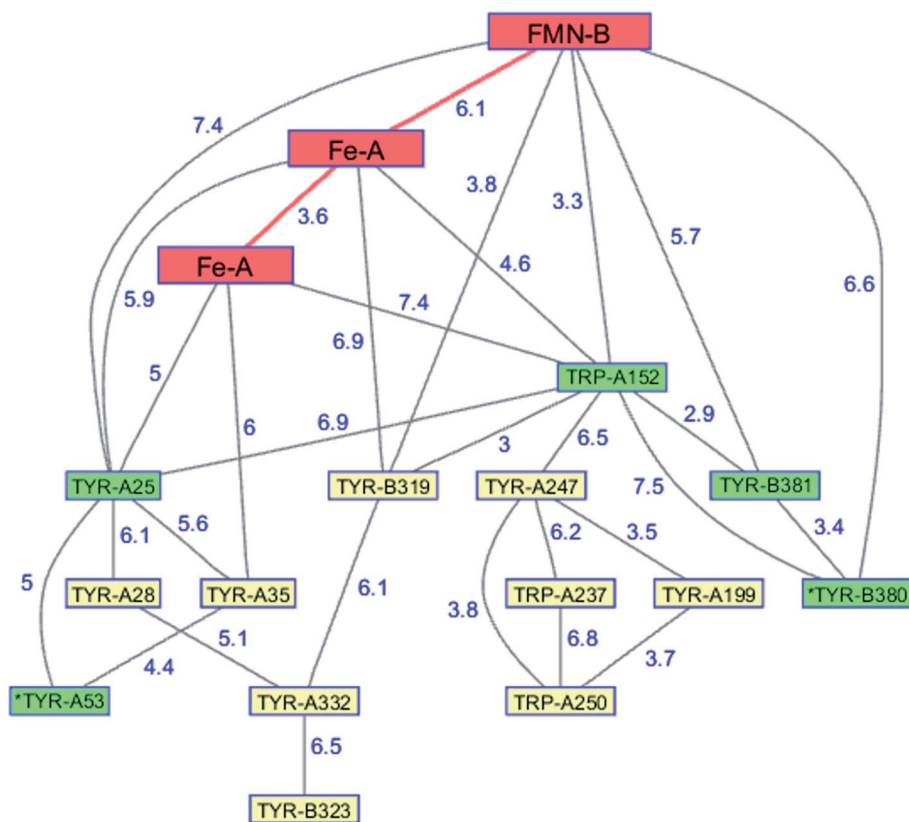 FMN-B
7.4
6.1
Fe-A
3.8
3.3
3.6
5.7
Fe-A
4.6
6.6
5.9
7.4
6.9
5
TRP-A152
6
6.9
2.9
3
6.5
TYR-A25
TYR-B319
TYR-A247
7.5
TYR-B381
6.1
5.6
6.2
3.5
3.4
5
TYR-A28
TYR-A35
6.1
TRP-A237
TYR-A199
*TYR-B380
3.8
5.1
4.4
6.8
3.7
*TYR-A53
TYR-A332
TRP-A250
6.5
TYR-B323